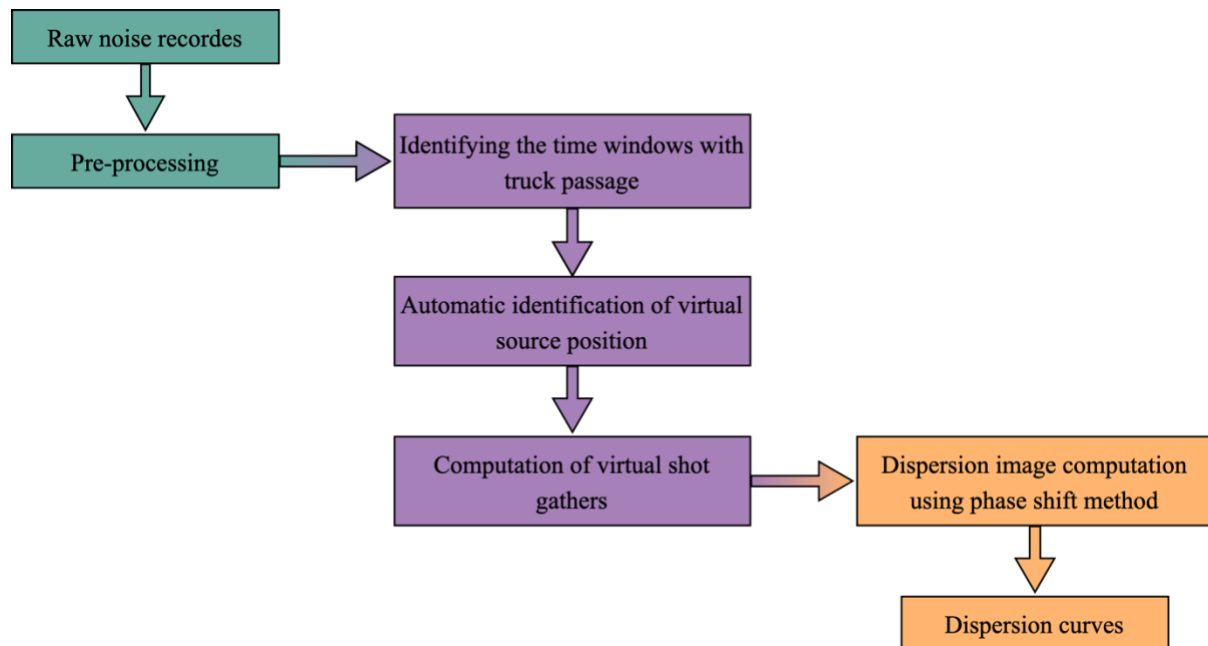 Raw noise recordes
Pre-processing
Identifying the time windows with
truck passage
Automatic identification of virtual
source position
Computation of virtual shot
gathers
Dispersion image computation
using phase shift method
Dispersion curves